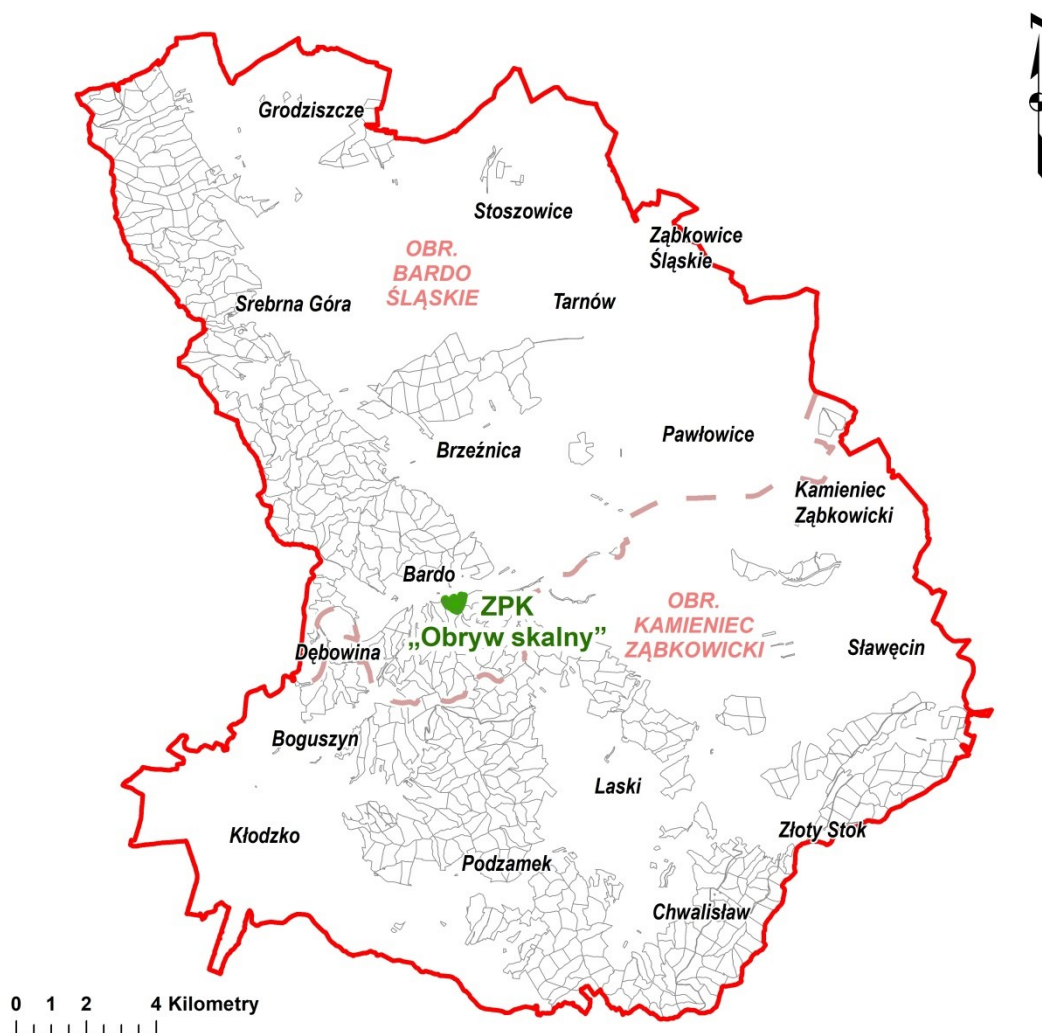 Grodziszcze
Stoszowice
Ząbkowice
Śląskie
OBR.
BARDO
ŚLĄSKIE
Srebrna Góra
Tarnów
Brzeźnica
Pawłowice
Kamieniec
Ząbkowicki
Bardo
ZPK
„Obryw skalny”
OBR.
KAMIENIEC
ZĄBKOWICKI
Dębowina
Sławęcin
Boguszyn
Laski
Kłodzko
Złoty Stok
Podzamek
Chwalisław
0 1 2 4 Kilometry